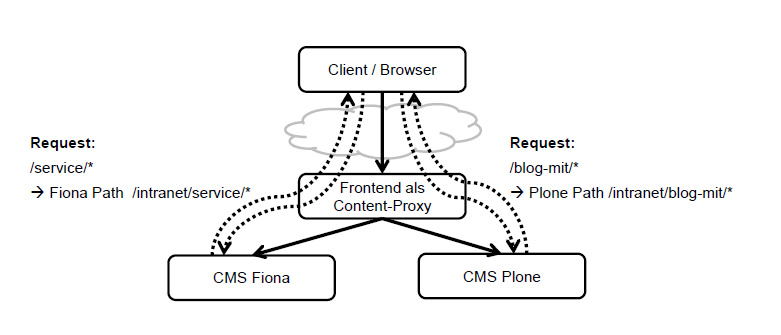 Client / Browser
Request:
/service/*
→ Fiona Path /intranet/service/*
Request:
/blog-mit/*
→ Plone Path /intranet/blog-mit/*
Frontend als
Content-Proxy
CMS Fiona
CMS Plone